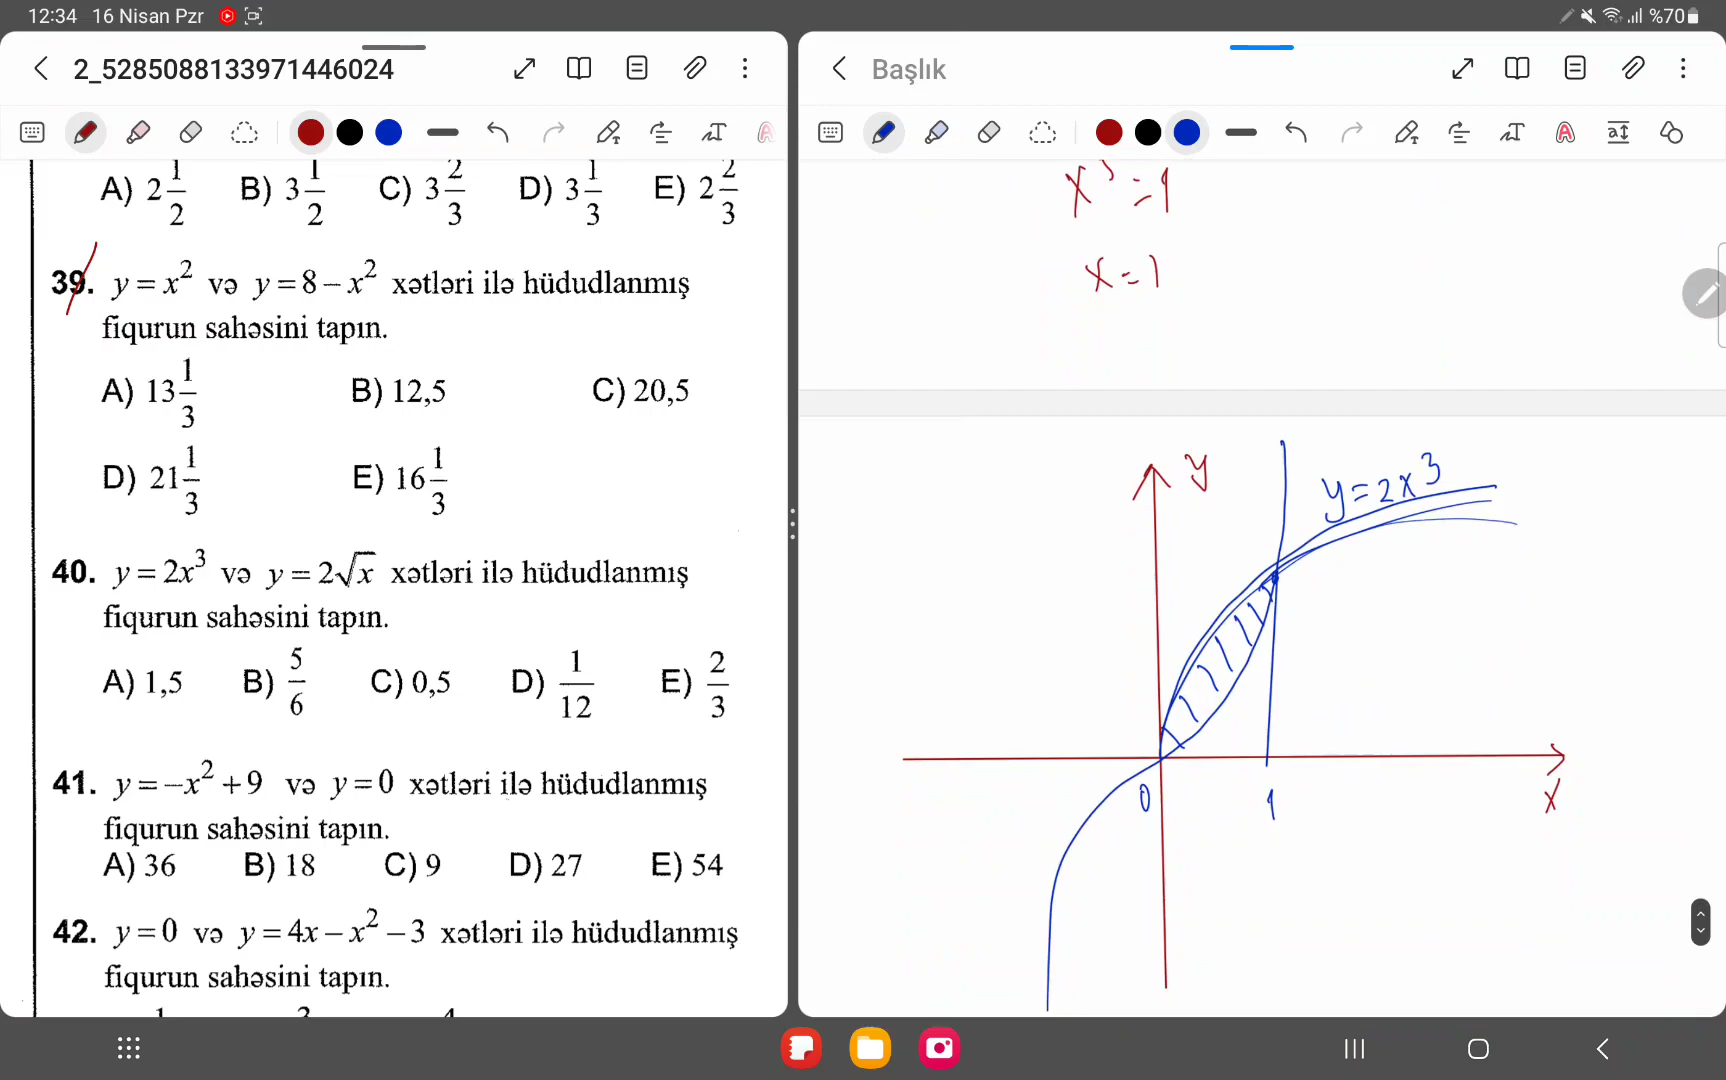 12:34 16 Nisan Pzr %70
2_5285088133971446024
A) 2 1/2 B) 3 1/2 C) 3 2/3 D) 3 1/3 E) 2 2/3
39. y = x² və y = 8 – x² xətləri ilə hüdudlanmış
fiqurun sahəsini tapın.
A) 13 1/3 B) 12,5 C) 20,5
D) 21 1/3 E) 16 1/3
40. y = 2x³ və y = 2√x xətləri ilə hüdudlanmış
fiqurun sahəsini tapın.
A) 1,5 B) 5/6 C) 0,5 D) 1/12 E) 2/3
41. y = –x² + 9 və y = 0 xətləri ilə hüdudlanmış
fiqurun sahəsini tapın.
A) 36 B) 18 C) 9 D) 27 E) 54
42. y = 0 və y = 4x – x² – 3 xətləri ilə hüdudlanmış
fiqurun sahəsini tapın.
1 3 4
Başlık
x³ = 1
x = 1
y
y = 2x³
0 1 x